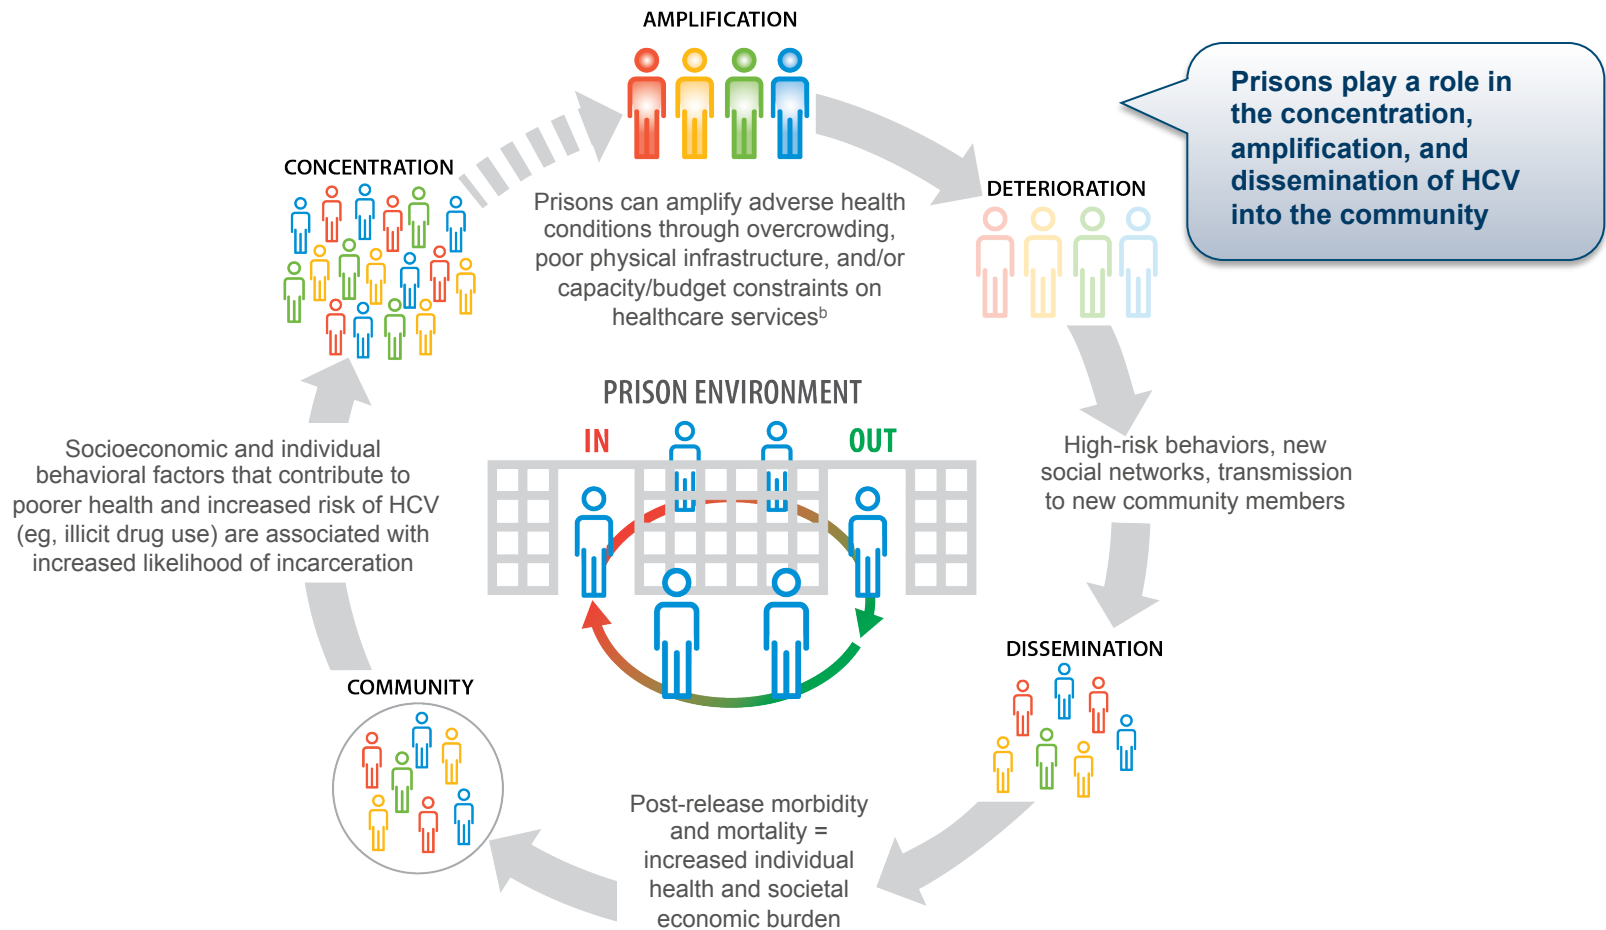 AMPLIFICATION
Prisons play a role in
the concentration,
amplification, and
dissemination of HCV
into the community
CONCENTRATION
DETERIORATION
Prisons can amplify adverse health
conditions through overcrowding,
poor physical infrastructure, and/or
capacity/budget constraints on
healthcare servicesᵇ
PRISON ENVIRONMENT
IN
OUT
Socioeconomic and individual
behavioral factors that contribute to
poorer health and increased risk of HCV
(eg, illicit drug use) are associated with
increased likelihood of incarceration
High-risk behaviors, new
social networks, transmission
to new community members
DISSEMINATION
COMMUNITY
Post-release morbidity
and mortality =
increased individual
health and societal
economic burden